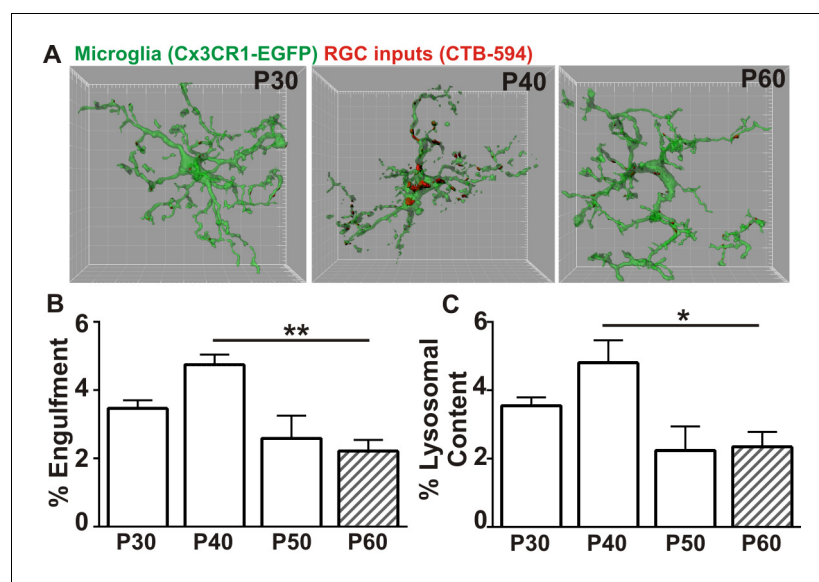 A Microglia (Cx3CR1-EGFP) RGC inputs (CTB-594)
P30 P40 P60
B
% Engulfment
6
4
2
0
**
P30 P40 P50 P60
C
% Lysosomal
Content
6
4
2
0
*
P30 P40 P50 P60